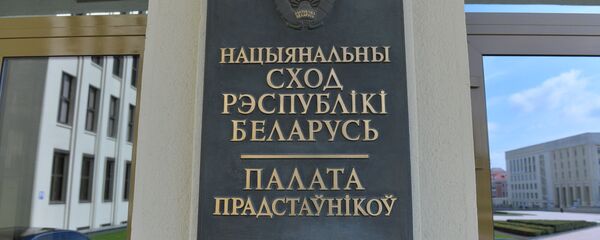 НАЦЫЯНАЛЬНЫ
СХОД
РЭСПУБЛІКІ
БЕЛАРУСЬ
ПАЛАТА
ПРАДСТАЎНІКОЎ